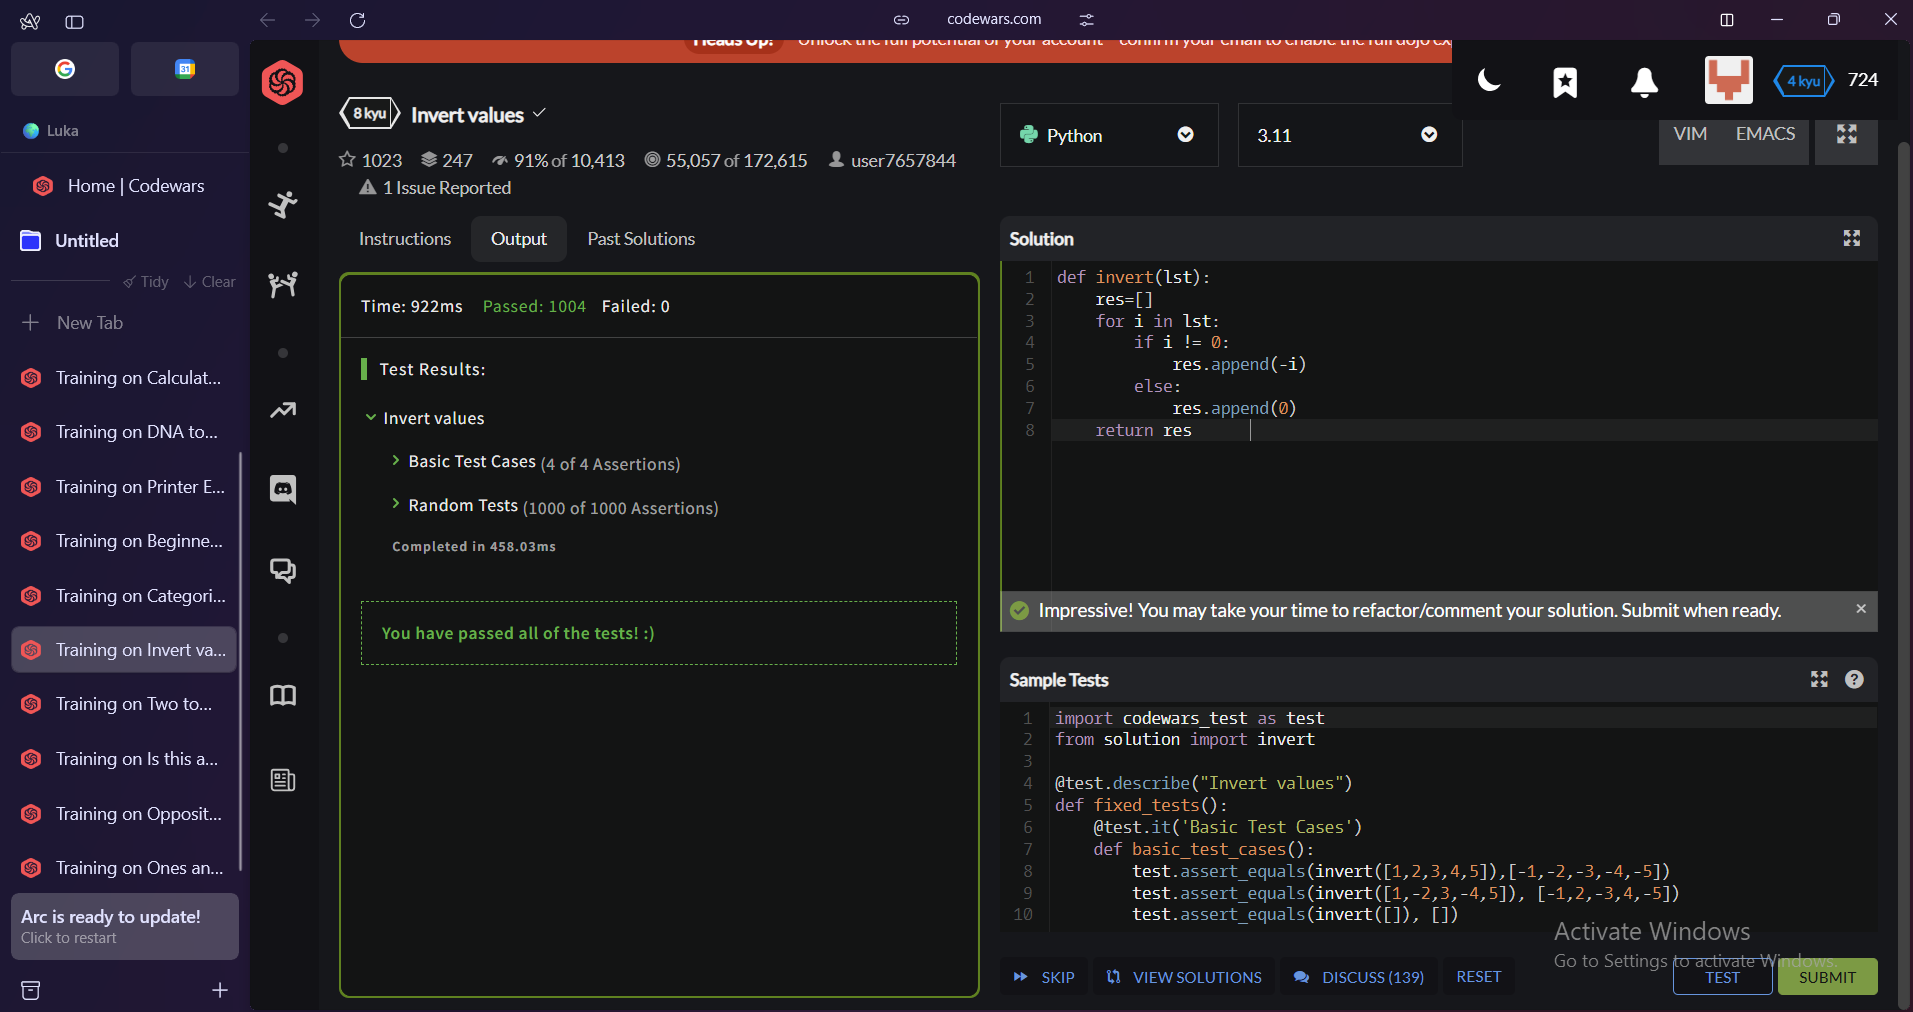 codewars.com
31
Luka
Home | Codewars
Untitled
Tidy
Clear
New Tab
Training on Calculat...
Training on DNA to...
Training on Printer E...
Training on Beginne...
Training on Categori...
Training on Invert va...
Training on Two to...
Training on Is this a...
Training on Opposit...
Training on Ones an...
Arc is ready to update!
Click to restart
Heads Up! Unlock the full potential of your account - confirm your email to enable the full dojo ex
4 kyu 724
8 kyu Invert values
1023 247 91% of 10,413 55,057 of 172,615 user7657844
1 Issue Reported
Python
3.11
VIM EMACS
Instructions Output Past Solutions
Time: 922ms Passed: 1004 Failed: 0
Test Results:
Invert values
Basic Test Cases (4 of 4 Assertions)
Random Tests (1000 of 1000 Assertions)
Completed in 458.03ms
You have passed all of the tests! :)
Solution
1 def invert(lst):
2 res=[]
3 for i in lst:
4 if i != 0:
5 res.append(-i)
6 else:
7 res.append(0)
8 return res
Impressive! You may take your time to refactor/comment your solution. Submit when ready.
Sample Tests
1 import codewars_test as test
2 from solution import invert
3
4 @test.describe("Invert values")
5 def fixed_tests():
6 @test.it('Basic Test Cases')
7 def basic_test_cases():
8 test.assert_equals(invert([1,2,3,4,5]),[-1,-2,-3,-4,-5])
9 test.assert_equals(invert([1,-2,3,-4,5]), [-1,2,-3,4,-5])
10 test.assert_equals(invert([]), [])
SKIP
VIEW SOLUTIONS
DISCUSS (139)
RESET
TEST
SUBMIT
Activate Windows
Go to Settings to activate Windows.